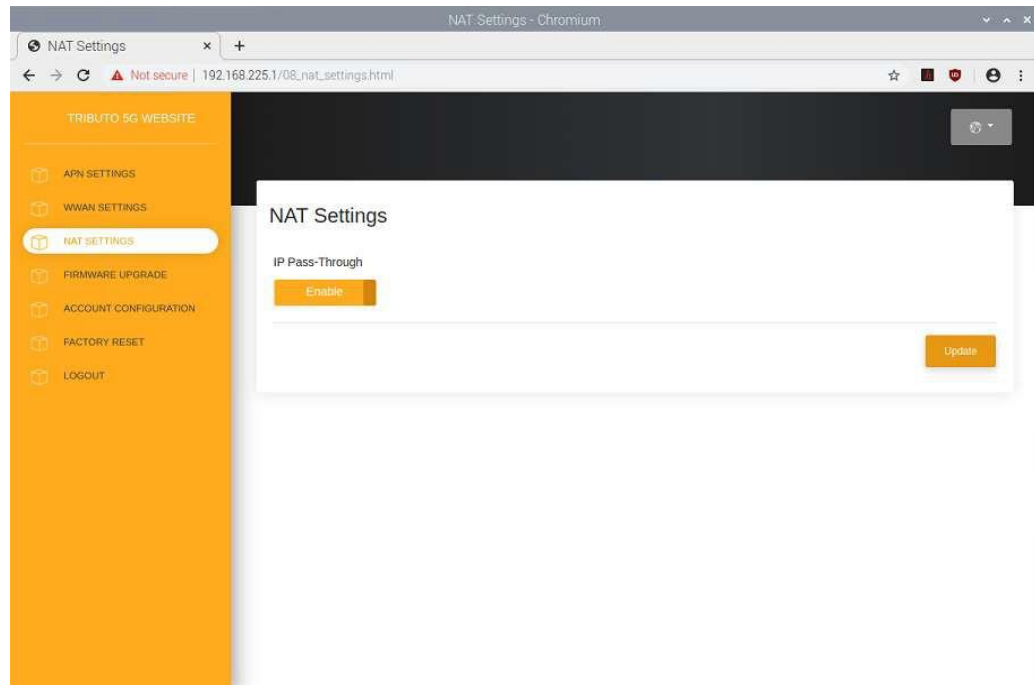 NAT Settings - Chromium
NAT Settings
Not secure | 192.168.225.1/08_nat_settings.html
TRIBUTO 5G WEBSITE
APN SETTINGS
WWAN SETTINGS
NAT SETTINGS
FIRMWARE UPGRADE
ACCOUNT CONFIGURATION
FACTORY RESET
LOGOUT
NAT Settings
IP Pass-Through
Enable
Update